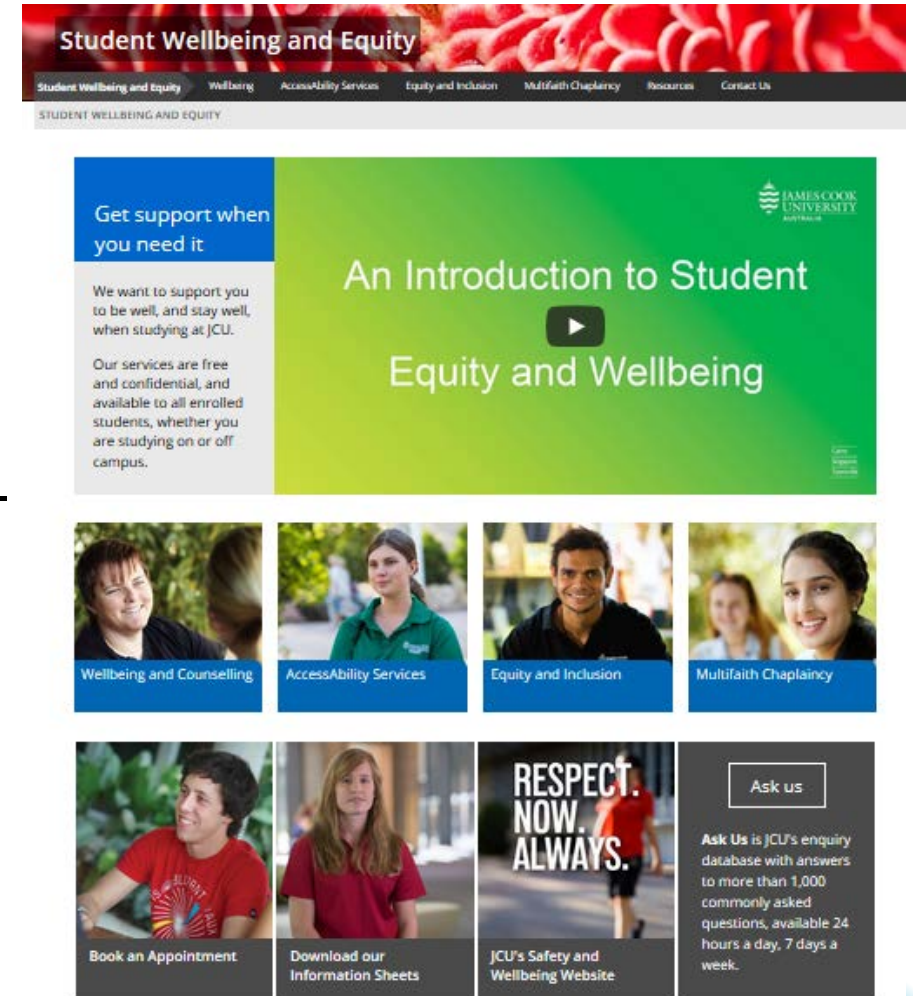 Student Wellbeing and Equity
Student Wellbeing and Equity
Wellbeing
AccessAbility Services
Equity and Inclusion
Multifaith Chaplaincy
Resources
Contact Us
STUDENT WELLBEING AND EQUITY
Get support when
you need it
We want to support you
to be well, and stay well,
when studying at JCU.
Our services are free
and confidential, and
available to all enrolled
students, whether you
are studying on or off
campus.
JAMES COOK
UNIVERSITY
AUSTRALIA
An Introduction to Student
Equity and Wellbeing
Wellbeing and Counselling
AccessAbility Services
Equity and Inclusion
Multifaith Chaplaincy
RESPECT.
NOW.
ALWAYS.
Book an Appointment
Download our
Information Sheets
JCU's Safety and
Wellbeing Website
Ask us
Ask Us is JCU's enquiry
database with answers
to more than 1,000
commonly asked
questions, available 24
hours a day, 7 days a
week.